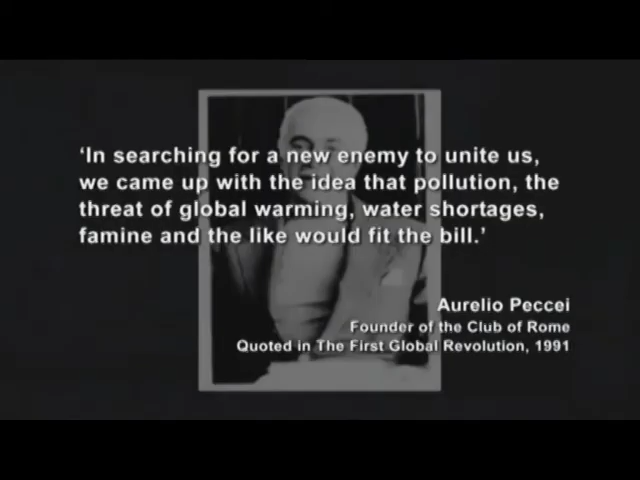 ‘In searching for a new enemy to unite us,
we came up with the idea that pollution, the
threat of global warming, water shortages,
famine and the like would fit the bill.’
Aurelio Peccei
Founder of the Club of Rome
Quoted in The First Global Revolution, 1991